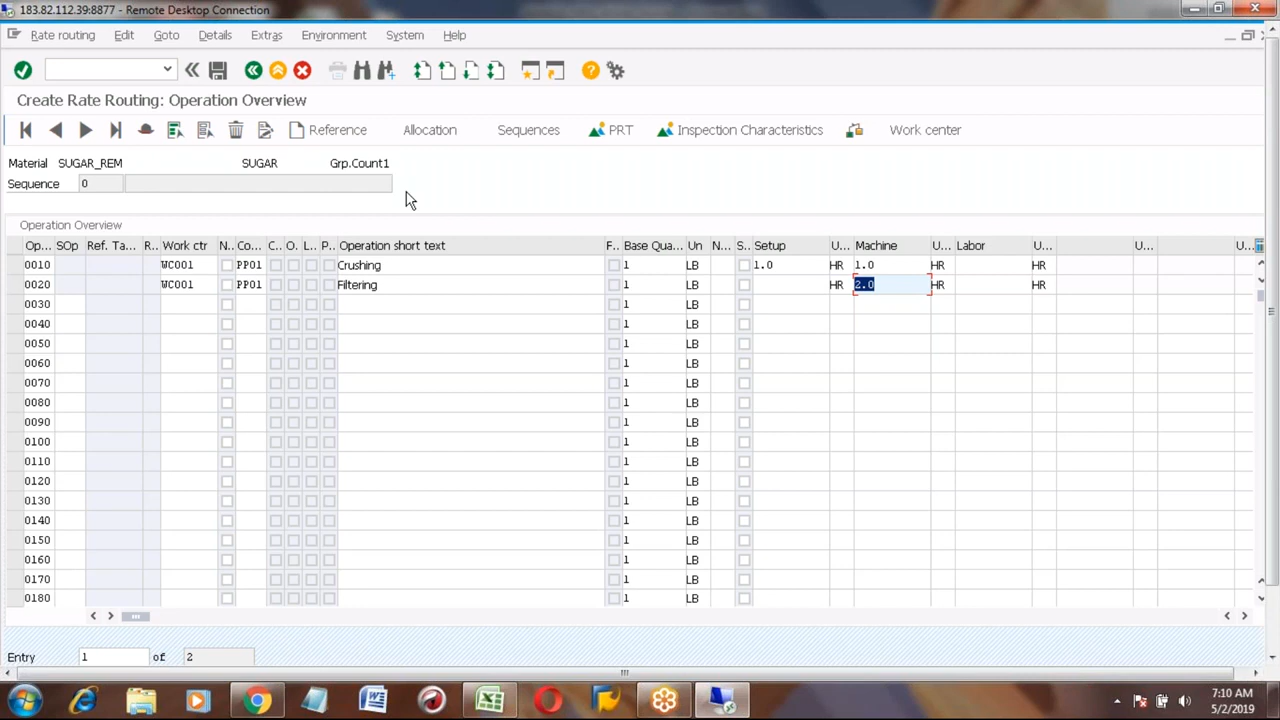 183.82.112.39:8877 - Remote Desktop Connection
Rate routing Edit Goto Details Extras Environment System Help
Create Rate Routing: Operation Overview
Reference Allocation Sequences PRT Inspection Characteristics Work center
Material SUGAR_REM SUGAR Grp.Count1
Sequence 0
Operation Overview
Op... SOp Ref. Ta... R.. Work ctr N.. Co... C.. O. L.. P.. Operation short text F.. Base Qua... Un N... S.. Setup U... Machine U... Labor U... U... U...
0010 WC001 PP01 Crushing 1 LB 1.0 HR 1.0 HR HR
0020 WC001 PP01 Filtering 1 LB HR 2.0 HR HR
0030 1 LB
0040 1 LB
0050 1 LB
0060 1 LB
0070 1 LB
0080 1 LB
0090 1 LB
0100 1 LB
0110 1 LB
0120 1 LB
0130 1 LB
0140 1 LB
0150 1 LB
0160 1 LB
0170 1 LB
0180 1 LB
Entry 1 of 2
7:10 AM
5/2/2019